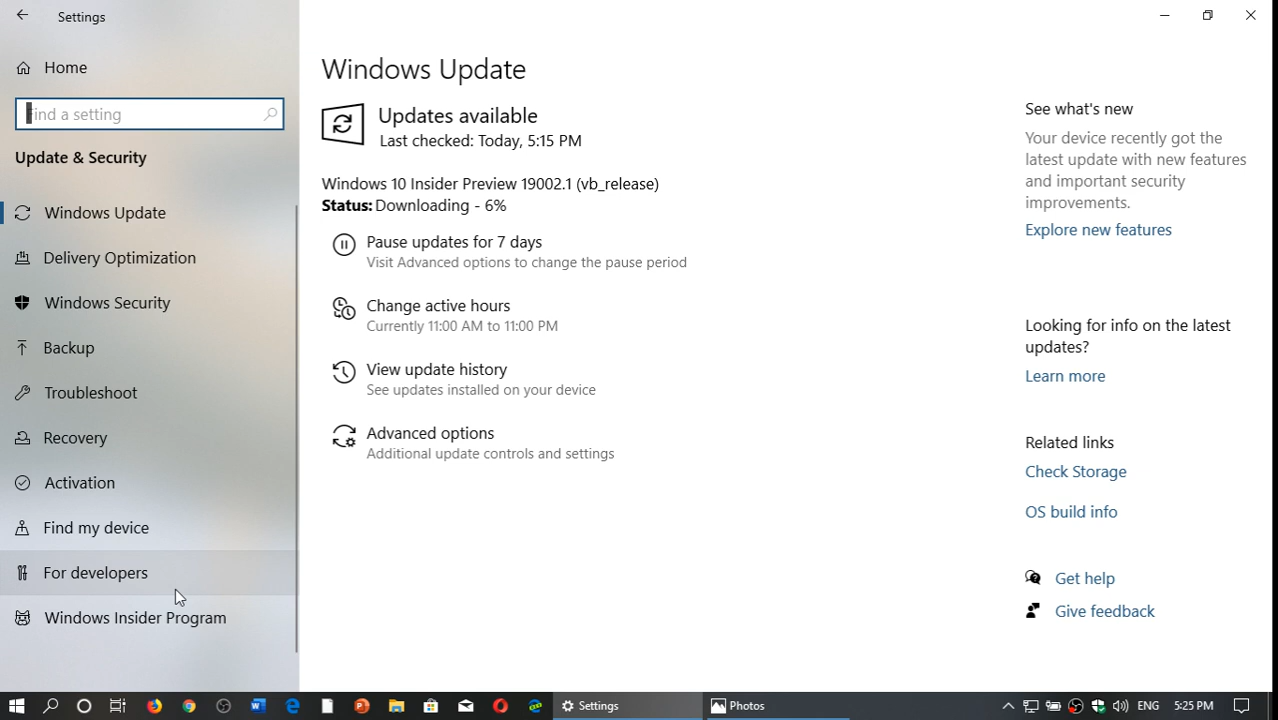 Settings
Home
Find a setting
Update & Security
Windows Update
Delivery Optimization
Windows Security
Backup
Troubleshoot
Recovery
Activation
Find my device
For developers
Windows Insider Program
Windows Update
Updates available
Last checked: Today, 5:15 PM
Windows 10 Insider Preview 19002.1 (vb_release)
Status: Downloading - 6%
Pause updates for 7 days
Visit Advanced options to change the pause period
Change active hours
Currently 11:00 AM to 11:00 PM
View update history
See updates installed on your device
Advanced options
Additional update controls and settings
See what's new
Your device recently got the
latest update with new features
and important security
improvements.
Explore new features
Looking for info on the latest
updates?
Learn more
Related links
Check Storage
OS build info
Get help
Give feedback
Settings
Photos
ENG
5:25 PM